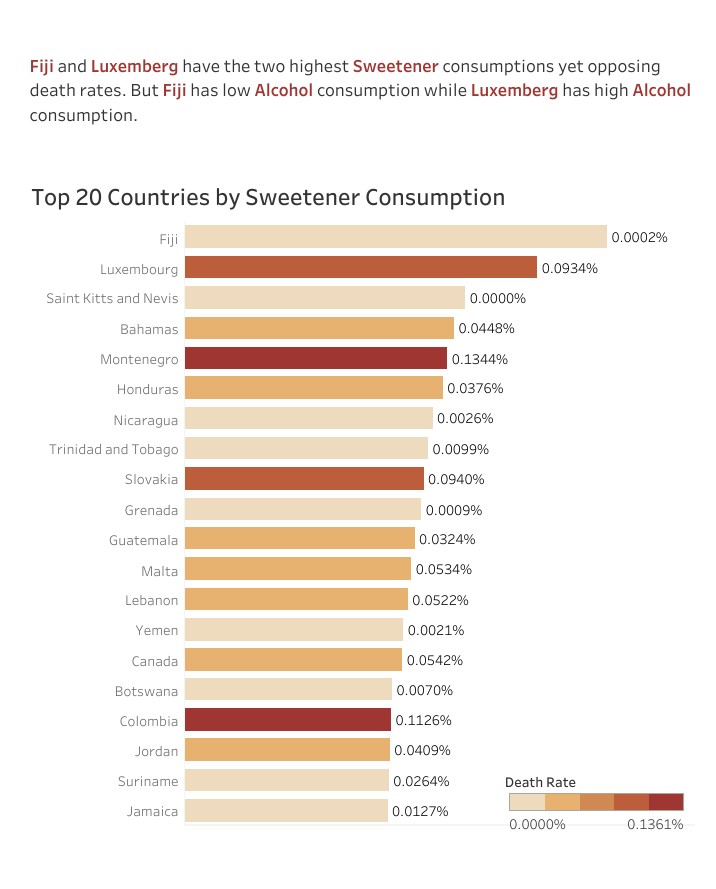 Fiji and Luxemberg have the two highest Sweetener consumptions yet opposing
death rates. But Fiji has low Alcohol consumption while Luxemberg has high Alcohol
consumption.
Top 20 Countries by Sweetener Consumption
Fiji 0.0002%
Luxembourg 0.0934%
Saint Kitts and Nevis 0.0000%
Bahamas 0.0448%
Montenegro 0.1344%
Honduras 0.0376%
Nicaragua 0.0026%
Trinidad and Tobago 0.0099%
Slovakia 0.0940%
Grenada 0.0009%
Guatemala 0.0324%
Malta 0.0534%
Lebanon 0.0522%
Yemen 0.0021%
Canada 0.0542%
Botswana 0.0070%
Colombia 0.1126%
Jordan 0.0409%
Suriname 0.0264%
Jamaica 0.0127%
Death Rate
0.0000% 0.1361%